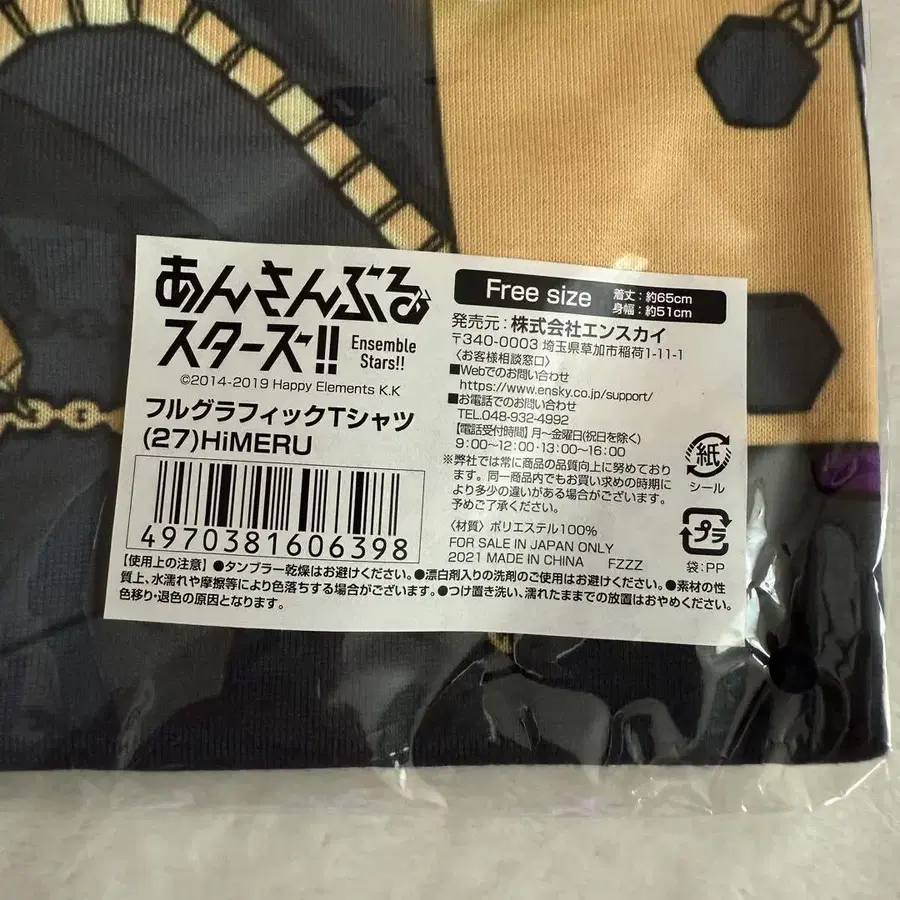 あんさんぶる
スターズ!!
Ensemble
Stars!!
©2014-2019 Happy Elements K.K
フルグラフィックTシャツ
(27)HiMERU
4970381606398
Free size
着丈：約65cm
身幅：約51cm
発売元：株式会社エンスカイ
〒340-0003 埼玉県草加市稲荷1-11-1
〈お客様相談窓口〉
■Webでのお問い合わせ
https://www.ensky.co.jp/support/
■お電話でのお問い合わせ
TEL.048-932-4992
【電話受付時間】月〜金曜日(祝日を除く)
9：00〜12：00・13：00〜16：00
※弊社では常に商品の品質向上に努めており
ます。同一商品内でもお買い求めの時期に
より多少の違いがある場合がございます。
予めご了承ください。
〈材質〉ポリエステル100%
FOR SALE IN JAPAN ONLY
2021 MADE IN CHINA FZZZ
紙
シール
プラ
袋：PP
【使用上の注意】●タンブラー乾燥はお避けください。●漂白剤入りの洗剤のご使用はお避けください。●素材の性
質上、水濡れや摩擦等により色落ちする場合がございます。●つけ置き洗い、濡れたままでの放置はおやめください。
色移り・退色の原因となります。